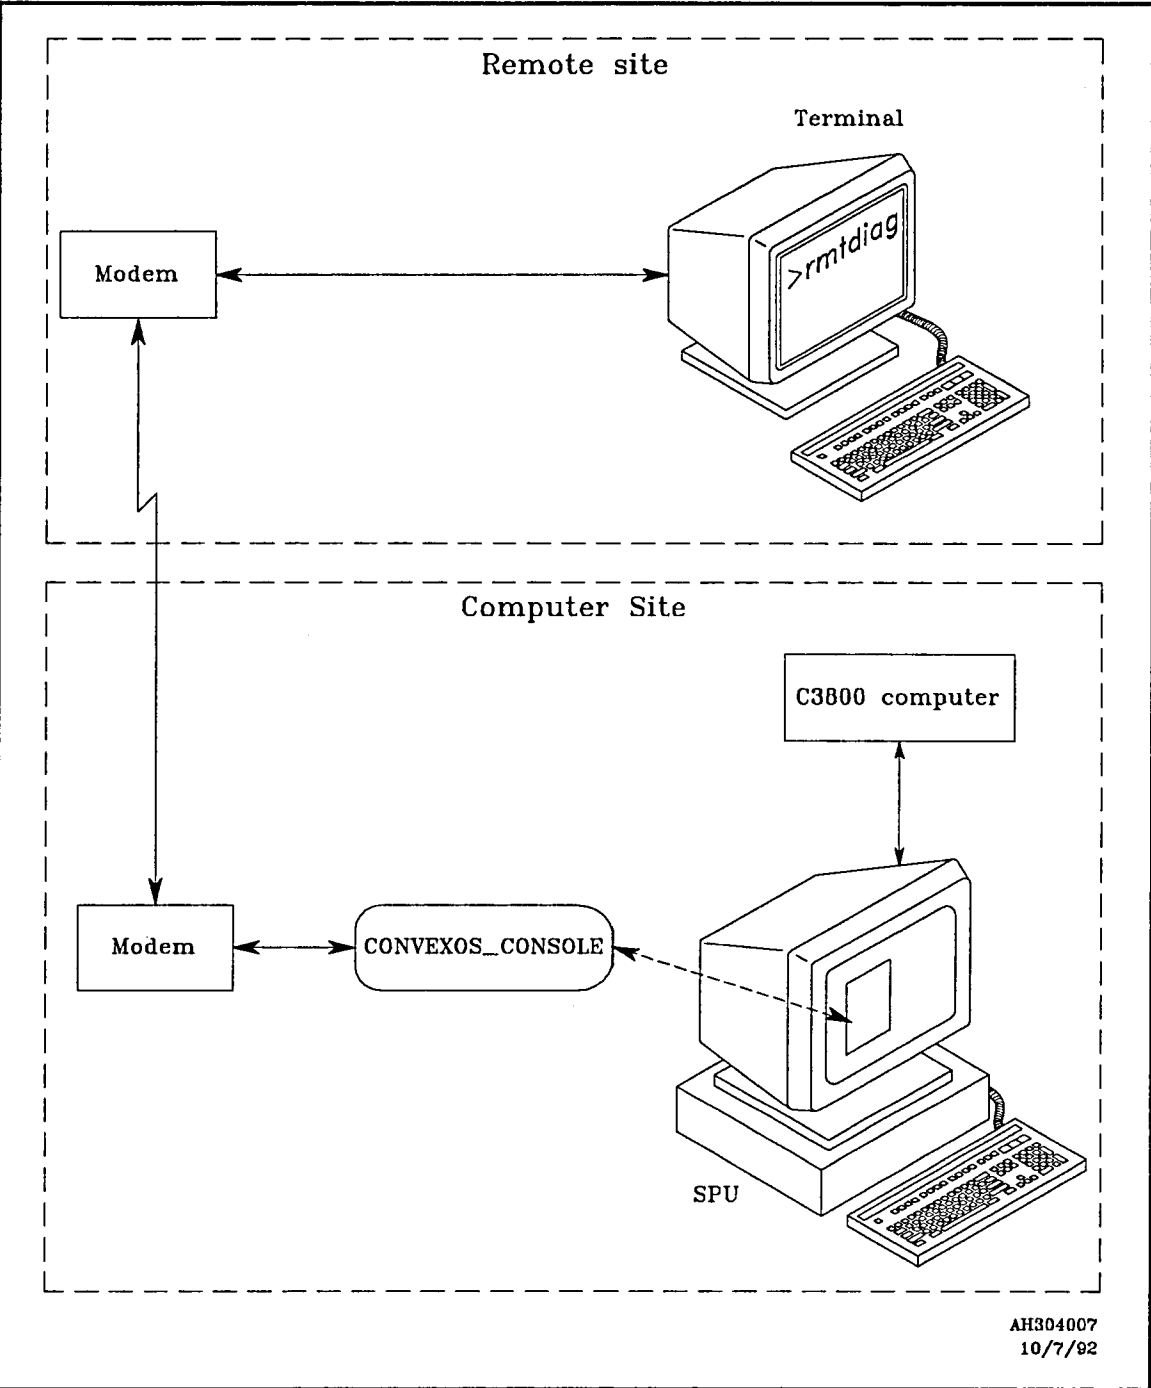 Remote site
Terminal
>rmtdiag
Modem
Computer Site
C3800 computer
Modem
CONVEXOS_CONSOLE
SPU
AH304007
10/7/92